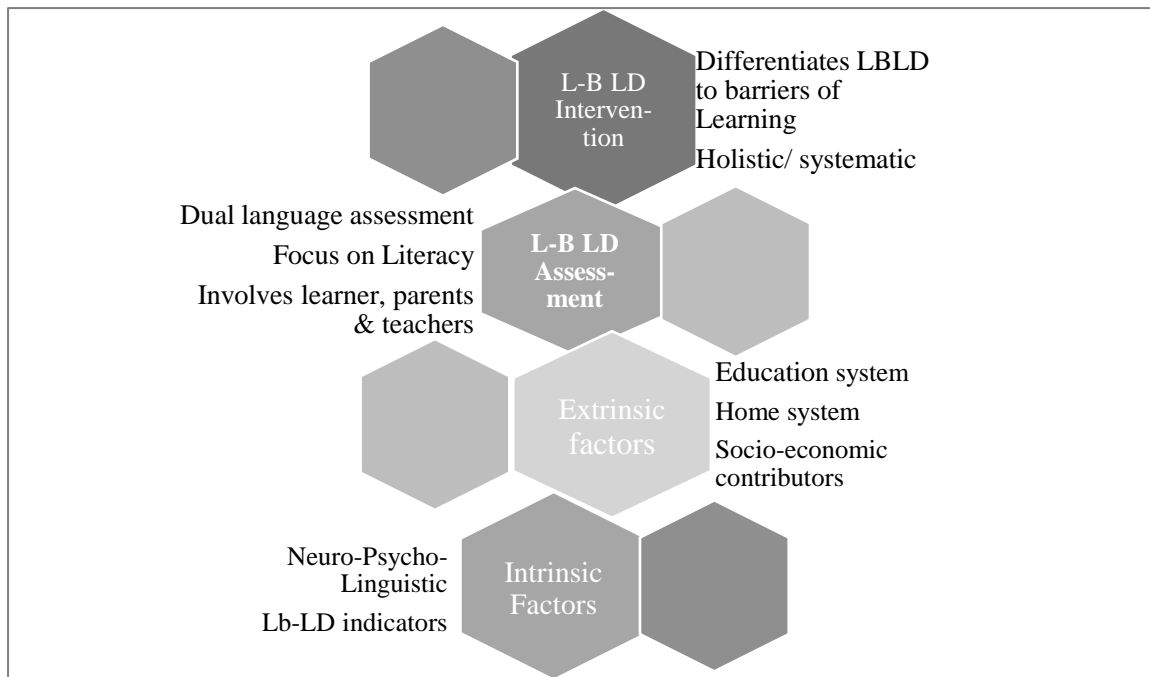 L-B LD
Interven-
tion
Differentiates LBLD
to barriers of
Learning
Holistic/ systematic
Dual language assessment
Focus on Literacy
Involves learner, parents
& teachers
L-B LD
Assess-
ment
Extrinsic
factors
Education system
Home system
Socio-economic
contributors
Neuro-Psycho-
Linguistic
Lb-LD indicators
Intrinsic
Factors